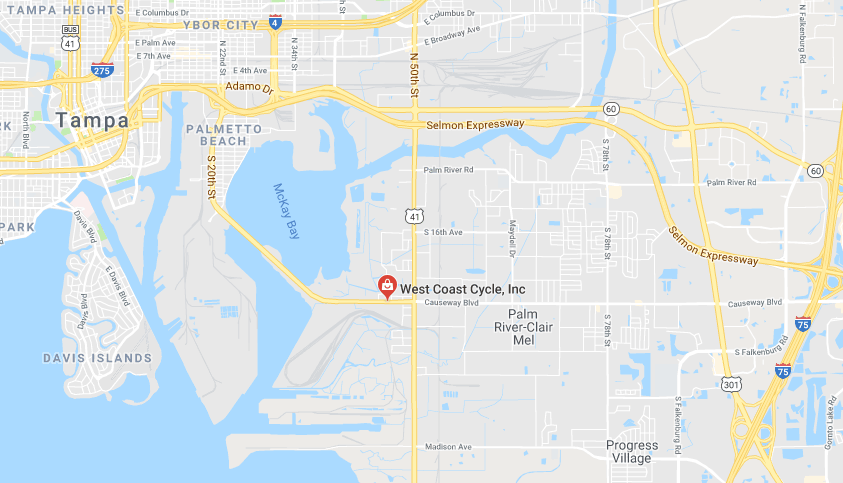 TAMPA HEIGHTS
E Columbus Dr
YBOR CITY
4
E Columbus Dr
N Falkenburg Rd
BUS
41
E Palm Ave
N 22nd St
N 34th St
E Broadway Ave
E 7th Ave
N 50th St
275
E 4th Ave
Adamo Dr
60
North Blvd
Tampa
PALMETTO
BEACH
Selmon Expressway
S 78th St
S 20th St
Palm River Rd
60
Palm River Rd
McKay Bay
41
Maydell Dr
Davis Blvd
S 16th Ave
S 78th St
Selmon Expressway
PARK
E Davis Blvd
West Coast Cycle, Inc
Davis Blvd
Causeway Blvd
Causeway Blvd
Palm
River-Clair
Mel
S 78th St
75
DAVIS ISLANDS
S Falkenburg Rd
75
301
S Falkenburg Rd
Gornto Lake Rd
Madison Ave
Progress
Village